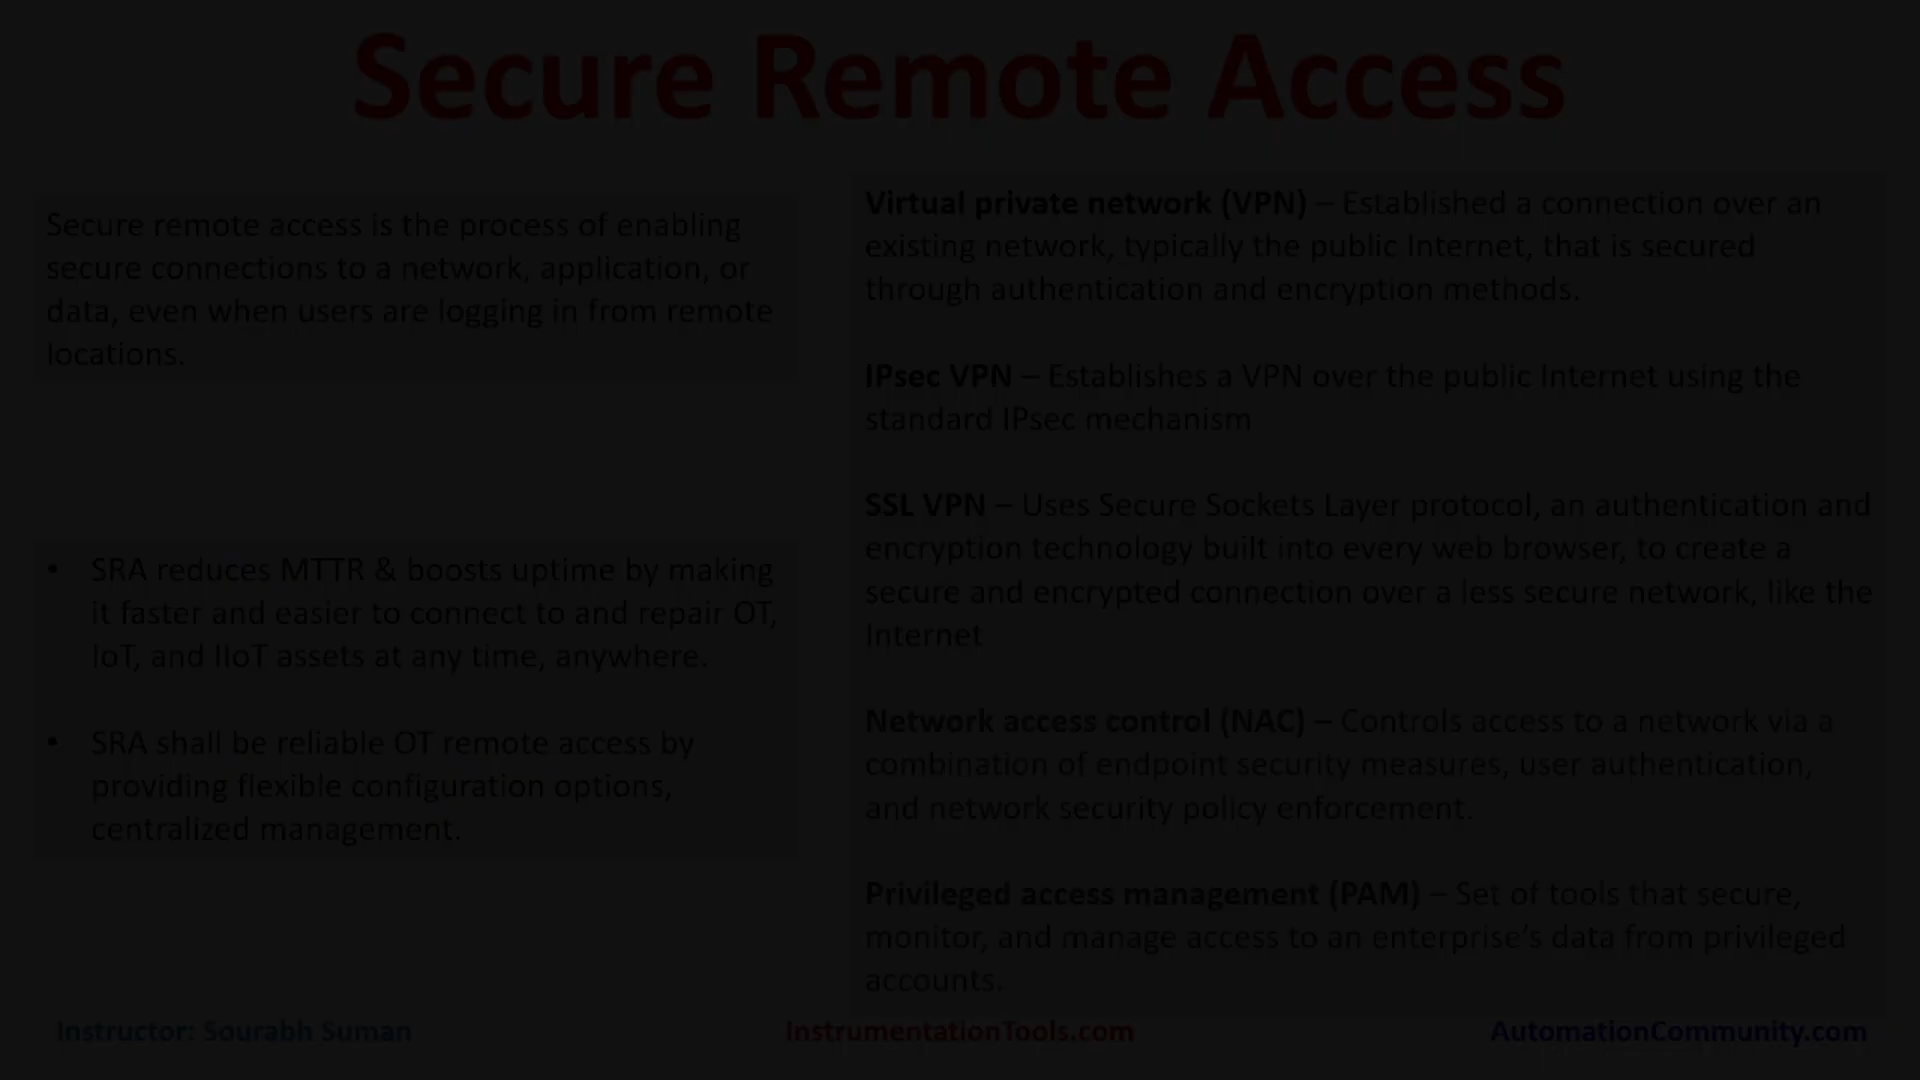 Secure Remote Access
Secure remote access is the process of enabling
secure connections to a network, application, or
data, even when users are logging in from remote
locations.
• SRA reduces MTTR & boosts uptime by making
it faster and easier to connect to and repair OT,
IoT, and IIoT assets at any time, anywhere.
• SRA shall be reliable OT remote access by
providing flexible configuration options,
centralized management.
Virtual private network (VPN) – Established a connection over an
existing network, typically the public Internet, that is secured
through authentication and encryption methods.
IPsec VPN – Establishes a VPN over the public Internet using the
standard IPsec mechanism
SSL VPN – Uses Secure Sockets Layer protocol, an authentication and
encryption technology built into every web browser, to create a
secure and encrypted connection over a less secure network, like the
Internet
Network access control (NAC) – Controls access to a network via a
combination of endpoint security measures, user authentication,
and network security policy enforcement.
Privileged access management (PAM) – Set of tools that secure,
monitor, and manage access to an enterprise's data from privileged
accounts.
Instructor: Sourabh Suman
InstrumentationTools.com
AutomationCommunity.com